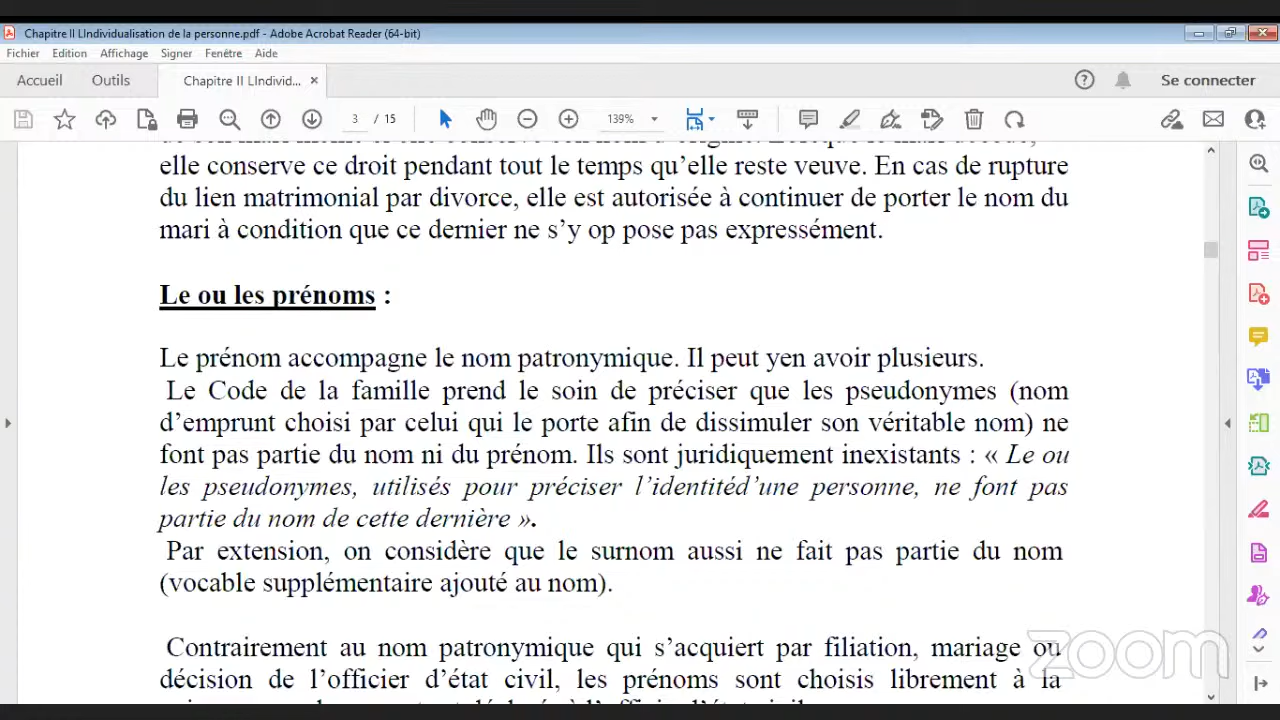 Chapitre II LIndividualisation de la personne.pdf - Adobe Acrobat Reader (64-bit)
Fichier Edition Affichage Signer Fenêtre Aide
Accueil Outils Chapitre II LIndivid... × Se connecter
3 / 15 139%
elle conserve ce droit pendant tout le temps qu’elle reste veuve. En cas de rupture
du lien matrimonial par divorce, elle est autorisée à continuer de porter le nom du
mari à condition que ce dernier ne s’y op pose pas expressément.
Le ou les prénoms :
Le prénom accompagne le nom patronymique. Il peut yen avoir plusieurs.
Le Code de la famille prend le soin de préciser que les pseudonymes (nom
d’emprunt choisi par celui qui le porte afin de dissimuler son véritable nom) ne
font pas partie du nom ni du prénom. Ils sont juridiquement inexistants : « Le ou
les pseudonymes, utilisés pour préciser l’identitéd’une personne, ne font pas
partie du nom de cette dernière ».
Par extension, on considère que le surnom aussi ne fait pas partie du nom
(vocable supplémentaire ajouté au nom).
Contrairement au nom patronymique qui s’acquiert par filiation, mariage ou
décision de l’officier d’état civil, les prénoms sont choisis librement à la
zoom